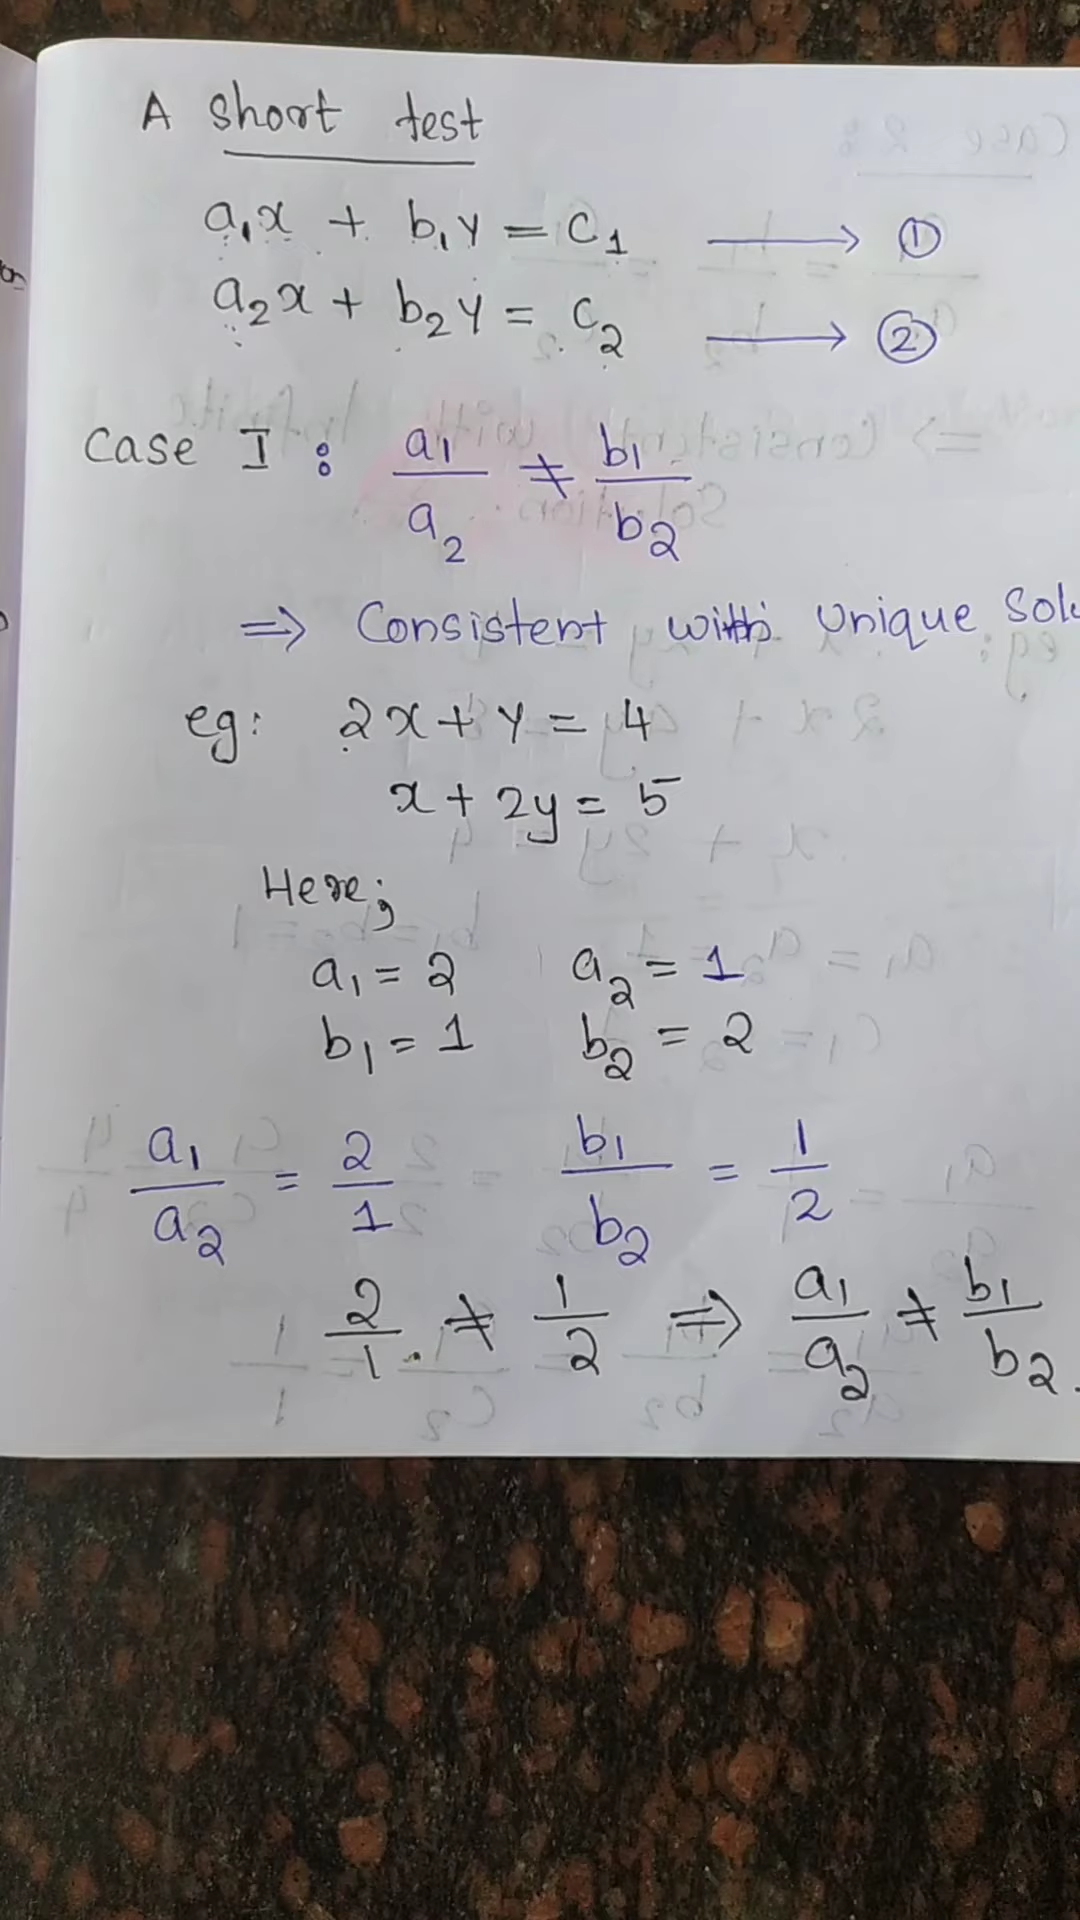 A short test
a₁x + b₁y = c₁ ⟶ ①
a₂x + b₂y = c₂ ⟶ ②
Case I : a₁/a₂ ≠ b₁/b₂
⇒ Consistent with Unique Solu
eg: 2x + y = 4
x + 2y = 5
Here;
a₁ = 2 a₂ = 1
b₁ = 1 b₂ = 2
a₁/a₂ = 2/1 b₁/b₂ = 1/2
2/1 ≠ 1/2 ⇒ a₁/a₂ ≠ b₁/b₂.